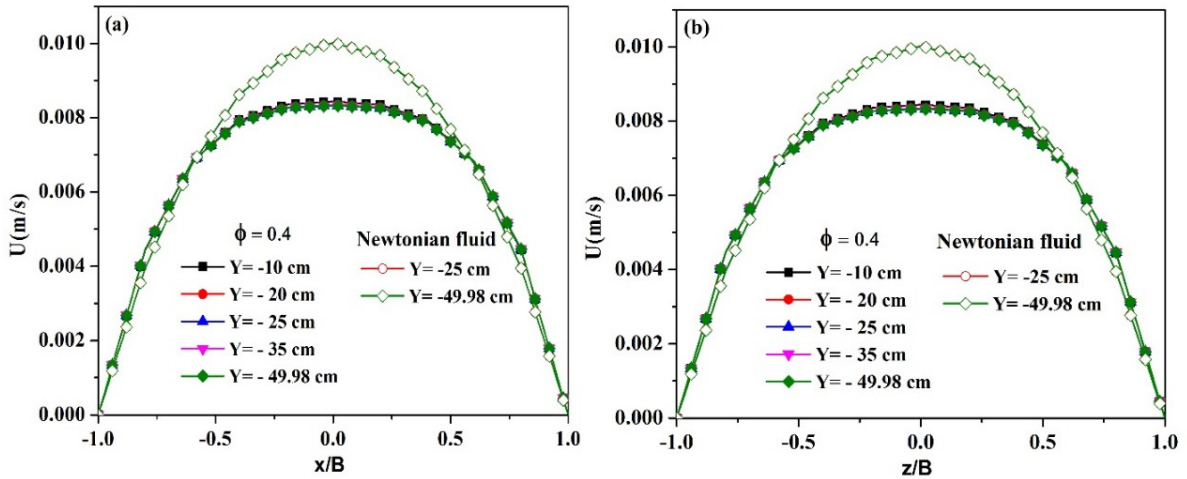 (a)
U(m/s)
0.010
0.008
0.006
0.004
0.002
0.000
ϕ = 0.4
Y= -10 cm
Y= - 20 cm
Y= - 25 cm
Y= - 35 cm
Y= - 49.98 cm
Newtonian fluid
Y= -25 cm
Y= -49.98 cm
-1.0 -0.5 0.0 0.5 1.0
x/B
(b)
U(m/s)
0.010
0.008
0.006
0.004
0.002
0.000
ϕ = 0.4
Y= -10 cm
Y= - 20 cm
Y= - 25 cm
Y= - 35 cm
Y= - 49.98 cm
Newtonian fluid
Y= -25 cm
Y= -49.98 cm
-1.0 -0.5 0.0 0.5 1.0
z/B